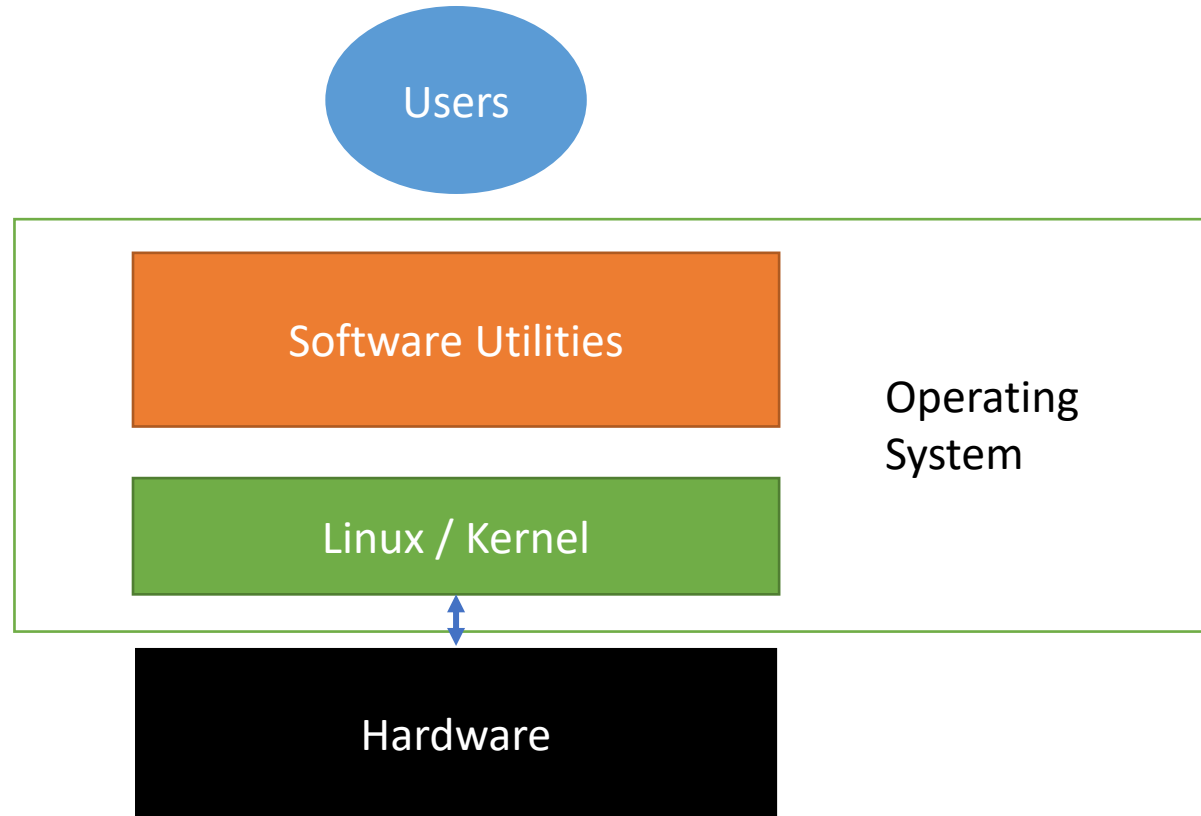 Users
Software Utilities
Operating
System
Linux / Kernel
Hardware